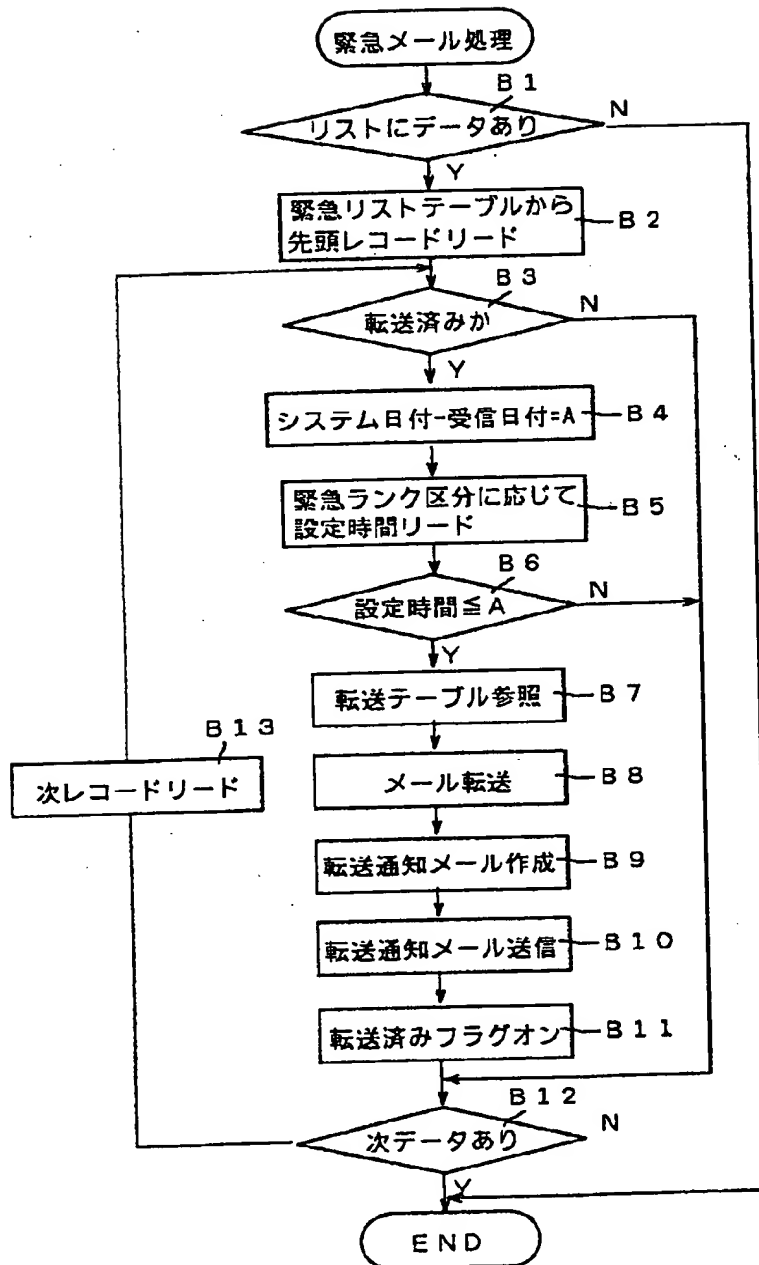 緊急メール処理
B1
リストにデータあり
N
Y
緊急リストテーブルから
先頭レコードリード
B2
B3
転送済みか
N
Y
システム日付-受信日付=A
B4
緊急ランク区分に応じて
設定時間リード
B5
B6
設定時間≦A
N
Y
転送テーブル参照
B7
B13
次レコードリード
メール転送
B8
転送通知メール作成
B9
転送通知メール送信
B10
転送済みフラグオン
B11
B12
次データあり
N
Y
END